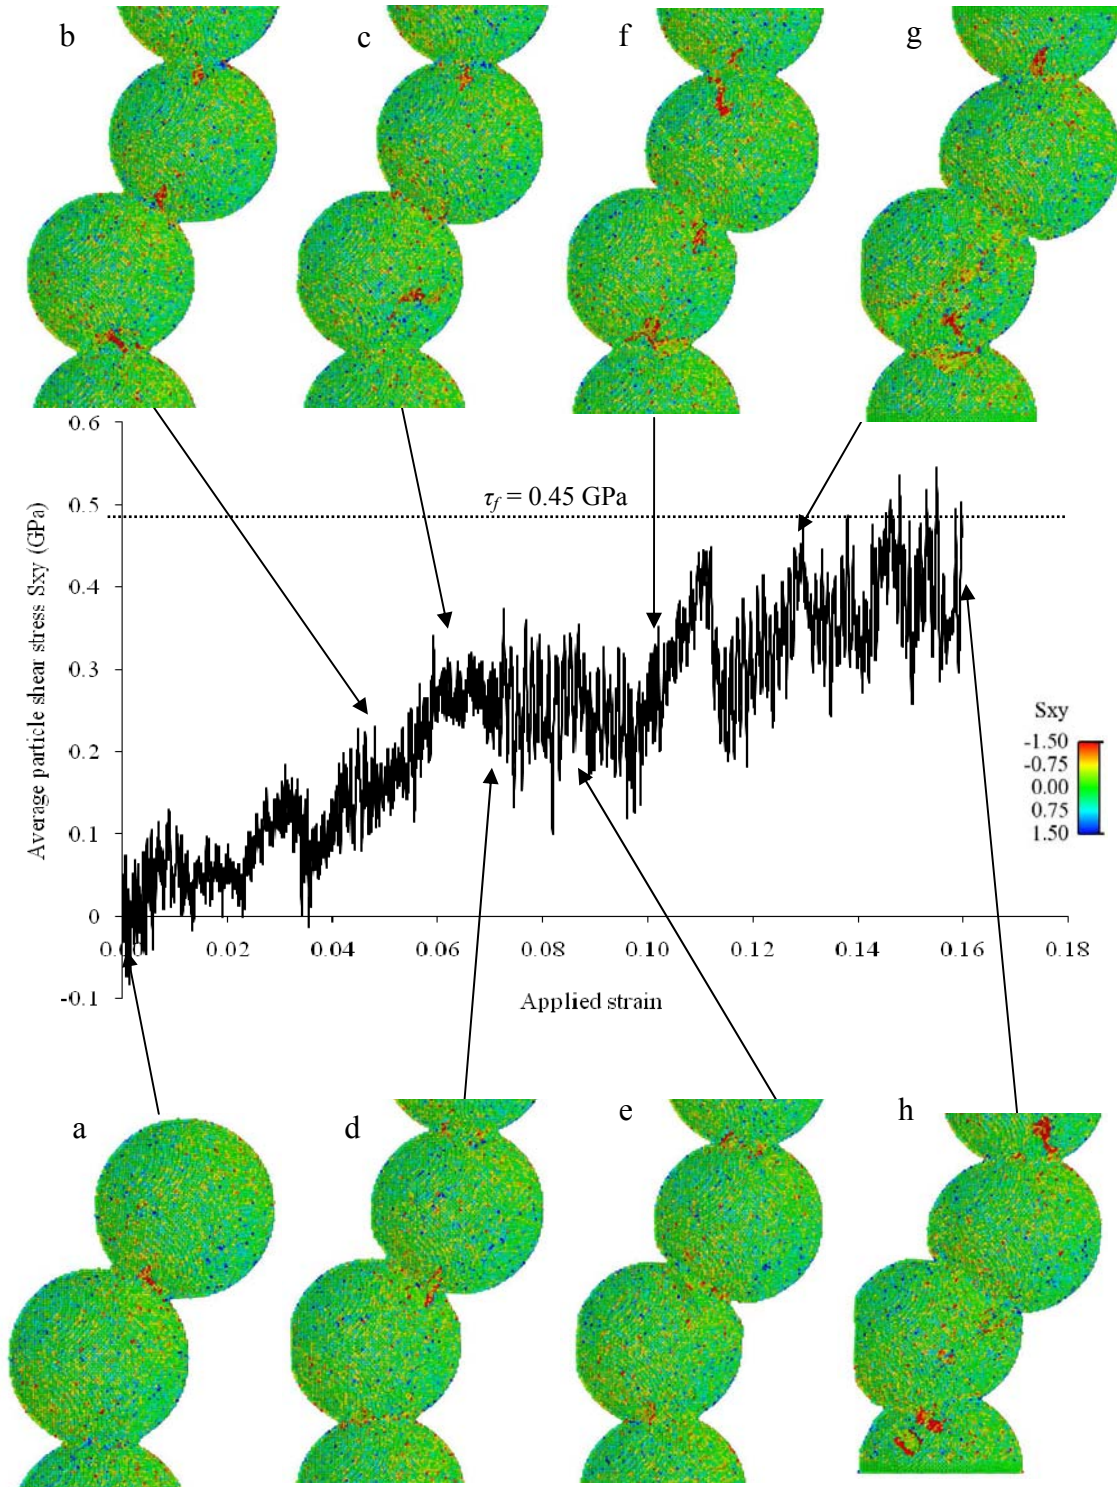 b
c
f
g
0.6
0.5
0.4
0.3
0.2
0.1
0
-0.1
Average particle shear stress Sxy (GPa)
τf = 0.45 GPa
Sxy
-1.50
-0.75
0.00
0.75
1.50
0.00 0.02 0.04 0.06 0.08 0.10 0.12 0.14 0.16 0.18
Applied strain
a
d
e
h